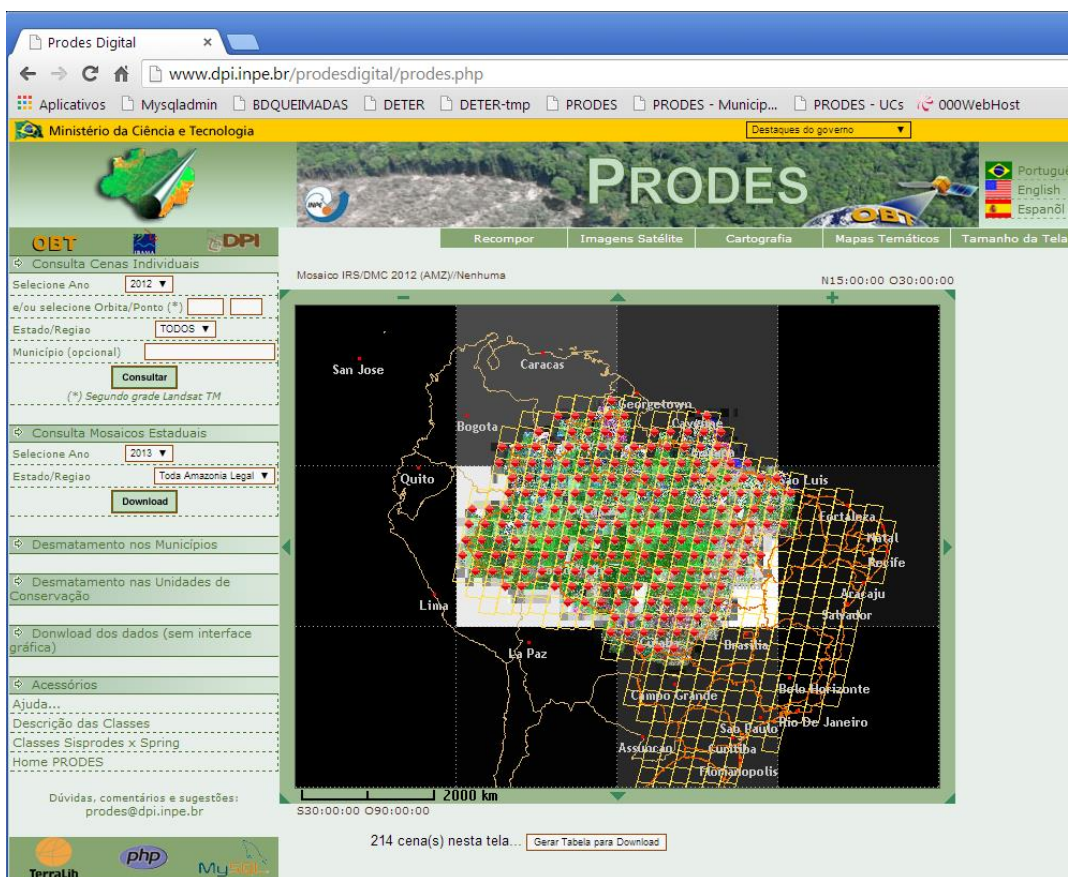 Prodes Digital
www.dpi.inpe.br/prodesdigital/prodes.php
Aplicativos Mysqladmin BDQUEIMADAS DETER DETER-tmp PRODES PRODES - Municip... PRODES - UCs 000WebHost
Ministério da Ciência e Tecnologia
Destaques do governo
PRODES
INPE
OBT
Portugue
English
Espanõl
OBT DPI
Recompor Imagens Satélite Cartografia Mapas Temáticos Tamanho da Tela
Consulta Cenas Individuais
Selecione Ano 2012
e/ou selecione Orbita/Ponto (*)
Estado/Regiao TODOS
Município (opcional)
Consultar
(*) Segundo grade Landsat TM
Consulta Mosaicos Estaduais
Selecione Ano 2013
Estado/Regiao Toda Amazonia Legal
Download
Desmatamento nos Municípios
Desmatamento nas Unidades de
Conservação
Donwload dos dados (sem interface
gráfica)
Acessórios
Ajuda...
Descrição das Classes
Classes Sisprodes x Spring
Home PRODES
Dúvidas, comentários e sugestões:
prodes@dpi.inpe.br
TerraLib php MySQL
Mosaico IRS/DMC 2012 (AMZ)//Nenhuma
N15:00:00 O30:00:00
San Jose
Caracas
Georgetown
Cayenne
Bogota
Quito
São Luis
Fortaleza
Natal
Recife
Aracaju
Salvador
Lima
La Paz
Cuiaba
Brasilia
Campo Grande
Belo Horizonte
Rio De Janeiro
Sao Paulo
Assuncao
Curitiba
Florianopolis
2000 km
S30:00:00 O90:00:00
214 cena(s) nesta tela... Gerar Tabela para Download